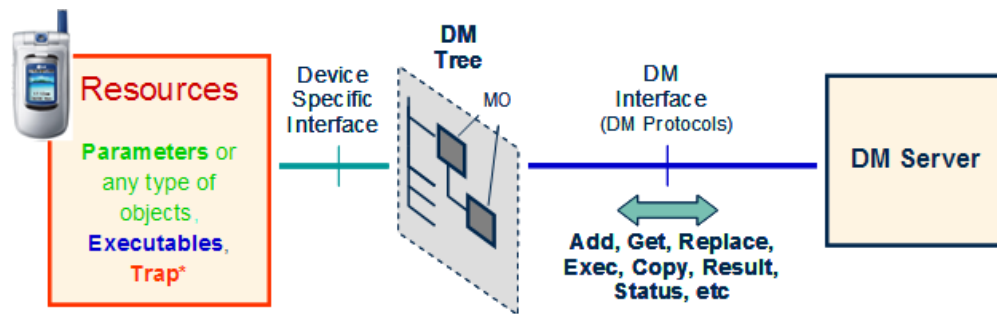 Resources
Parameters or
any type of
objects,
Executables,
Trap*
Device
Specific
Interface
DM
Tree
MO
DM
Interface
(DM Protocols)
Add, Get, Replace,
Exec, Copy, Result,
Status, etc
DM Server